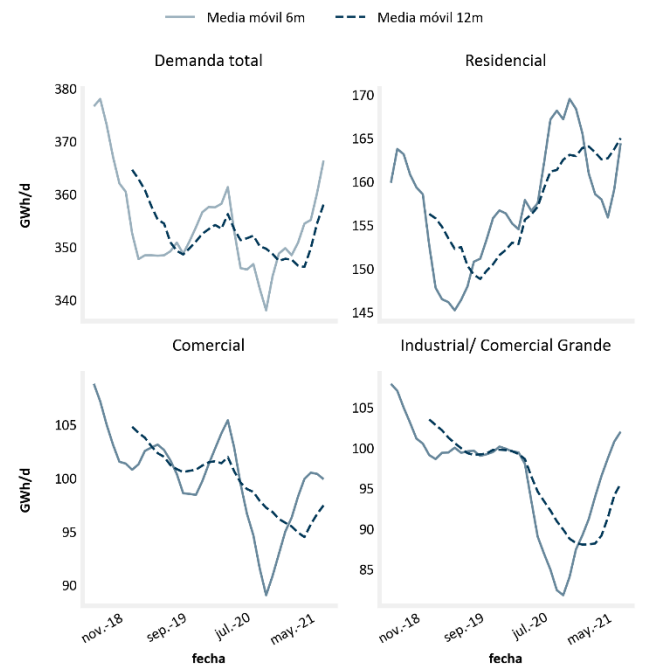 Media móvil 6m Media móvil 12m
Demanda total
Residencial
380
370
360
350
340
GWh/d
170
165
160
155
150
145
Comercial
Industrial/ Comercial Grande
105
100
95
90
GWh/d
nov.-18
sep.-19
jul.-20
may.-21
fecha
105
100
95
90
85
nov.-18
sep.-19
jul.-20
may.-21
fecha